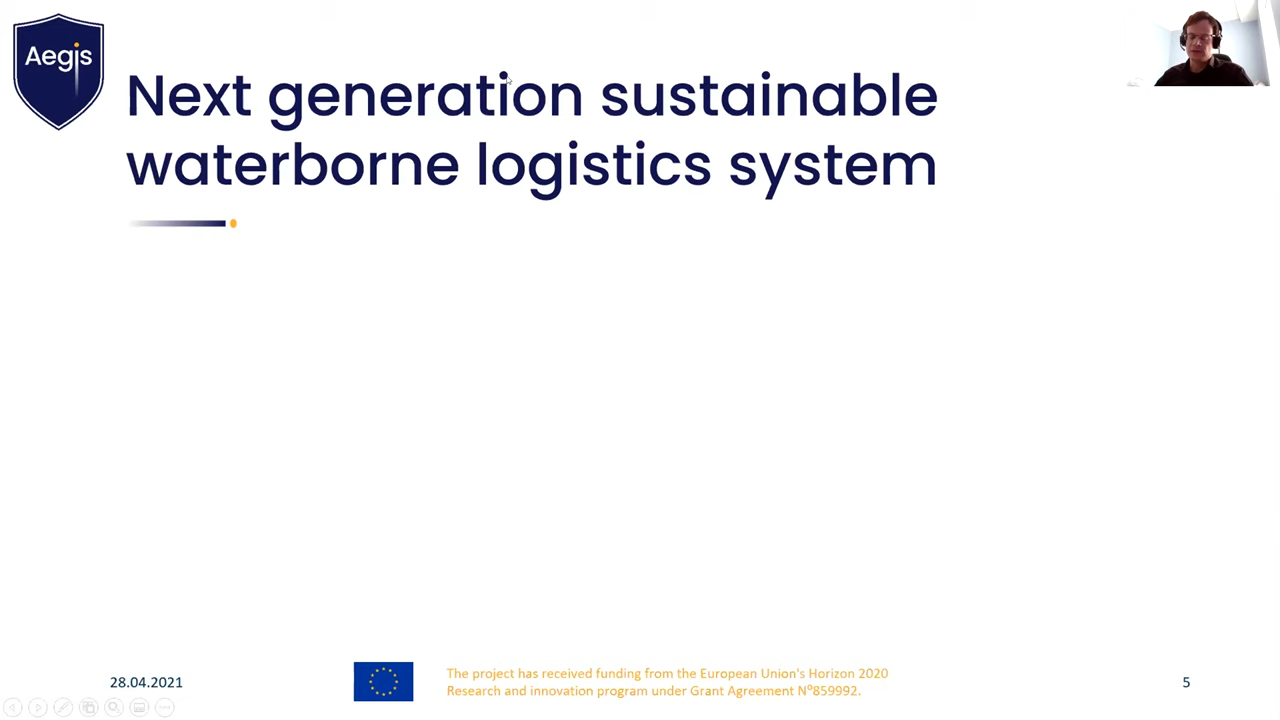 Aegis
Next generation sustainable
waterborne logistics system
28.04.2021
The project has received funding from the European Union's Horizon 2020
Research and innovation program under Grant Agreement Nº859992.
5